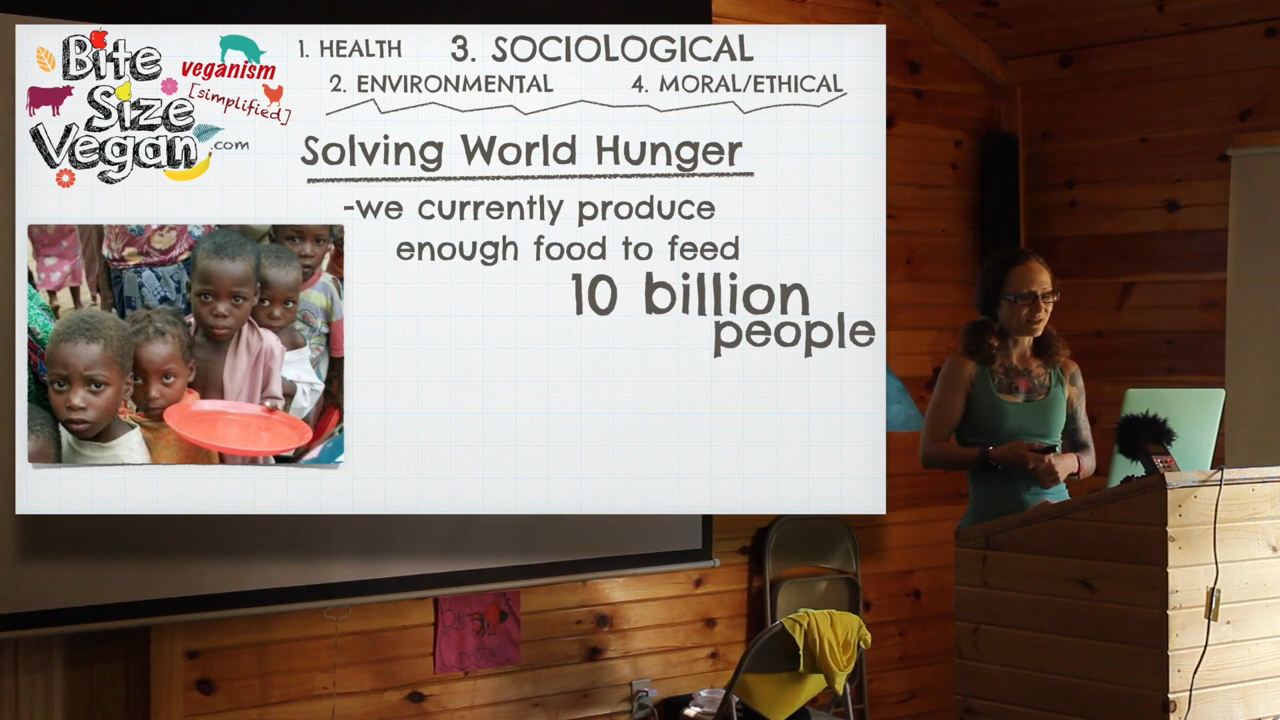 Bite
Size
Vegan
.com
veganism
[simplified]
1. HEALTH
3. SOCIOLOGICAL
2. ENVIRONMENTAL
4. MORAL/ETHICAL
Solving World Hunger
-we currently produce
enough food to feed
10 billion
people